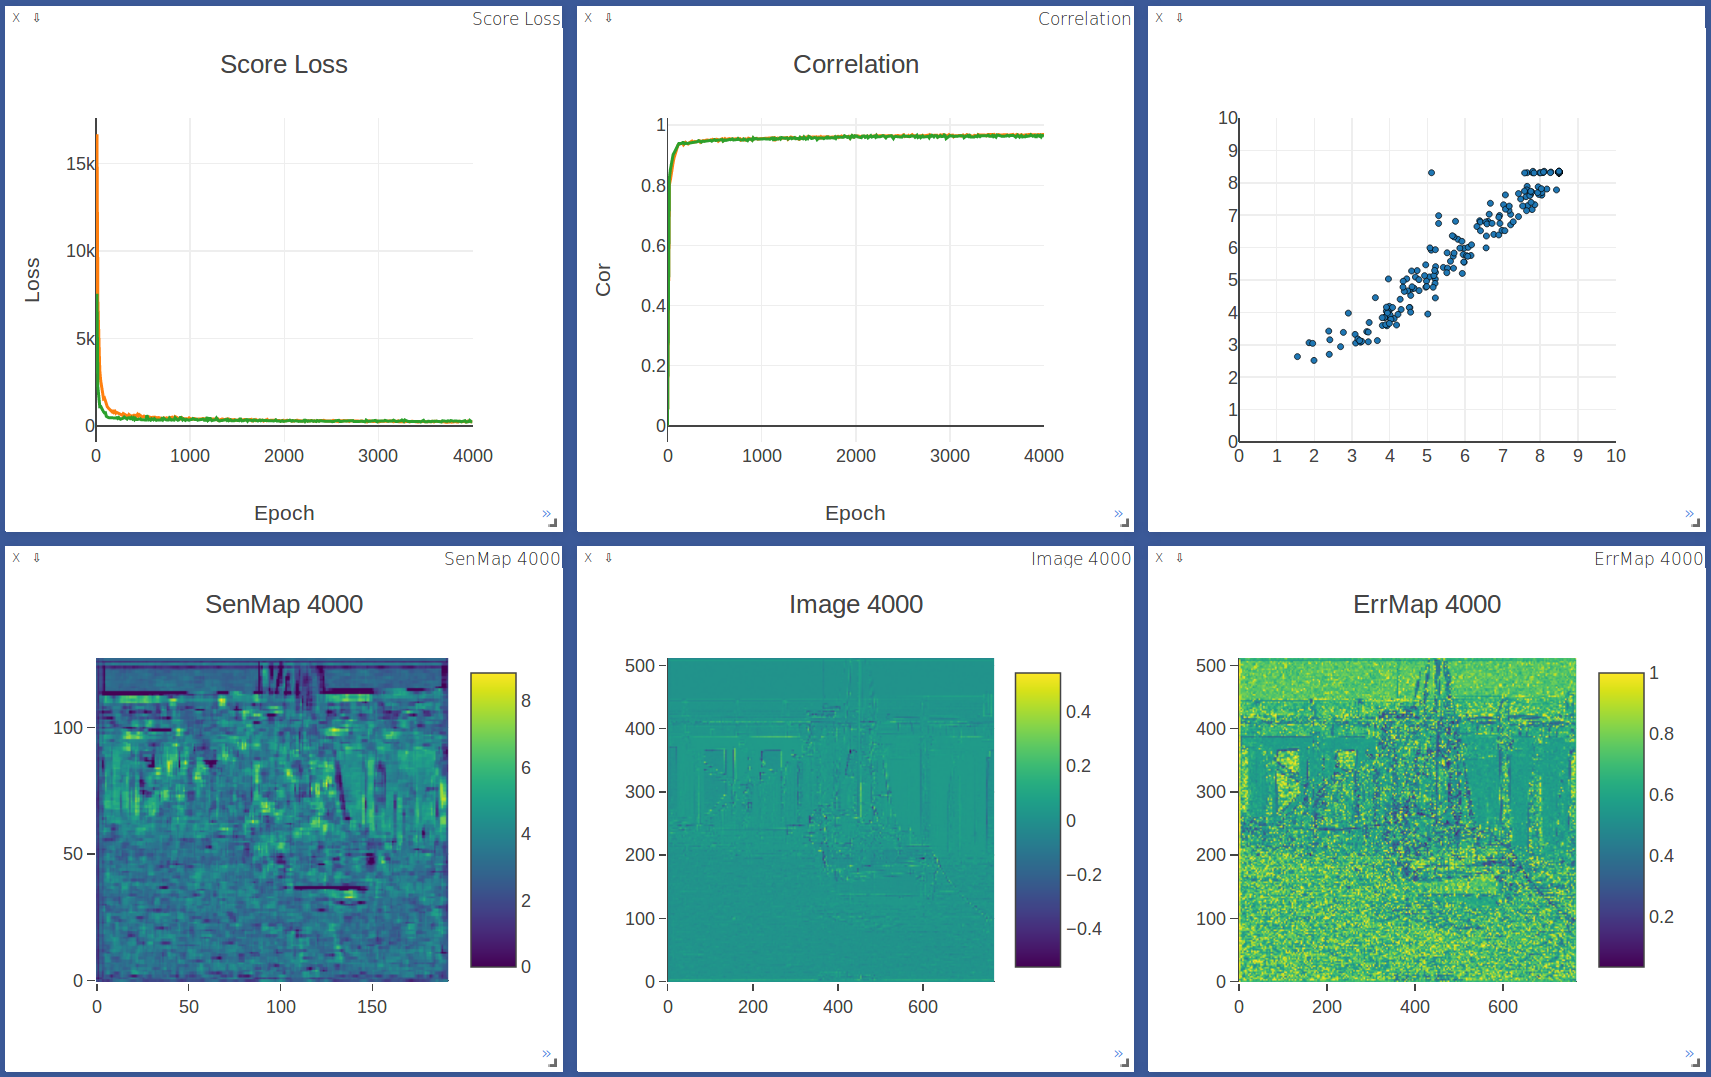 X ⇩ Score Loss
Score Loss
Loss
15k
10k
5k
0
0 1000 2000 3000 4000
Epoch
»
X ⇩ Correlation
Correlation
Cor
1
0.8
0.6
0.4
0.2
0
0 1000 2000 3000 4000
Epoch
»
X ⇩
10
9
8
7
6
5
4
3
2
1
0
0 1 2 3 4 5 6 7 8 9 10
»
X ⇩ SenMap 4000
SenMap 4000
100
50
0
0 50 100 150
8
6
4
2
0
»
X ⇩ Image 4000
Image 4000
500
400
300
200
100
0
0 200 400 600
0.4
0.2
0
−0.2
−0.4
»
X ⇩ ErrMap 4000
ErrMap 4000
500
400
300
200
100
0
0 200 400 600
1
0.8
0.6
0.4
0.2
»